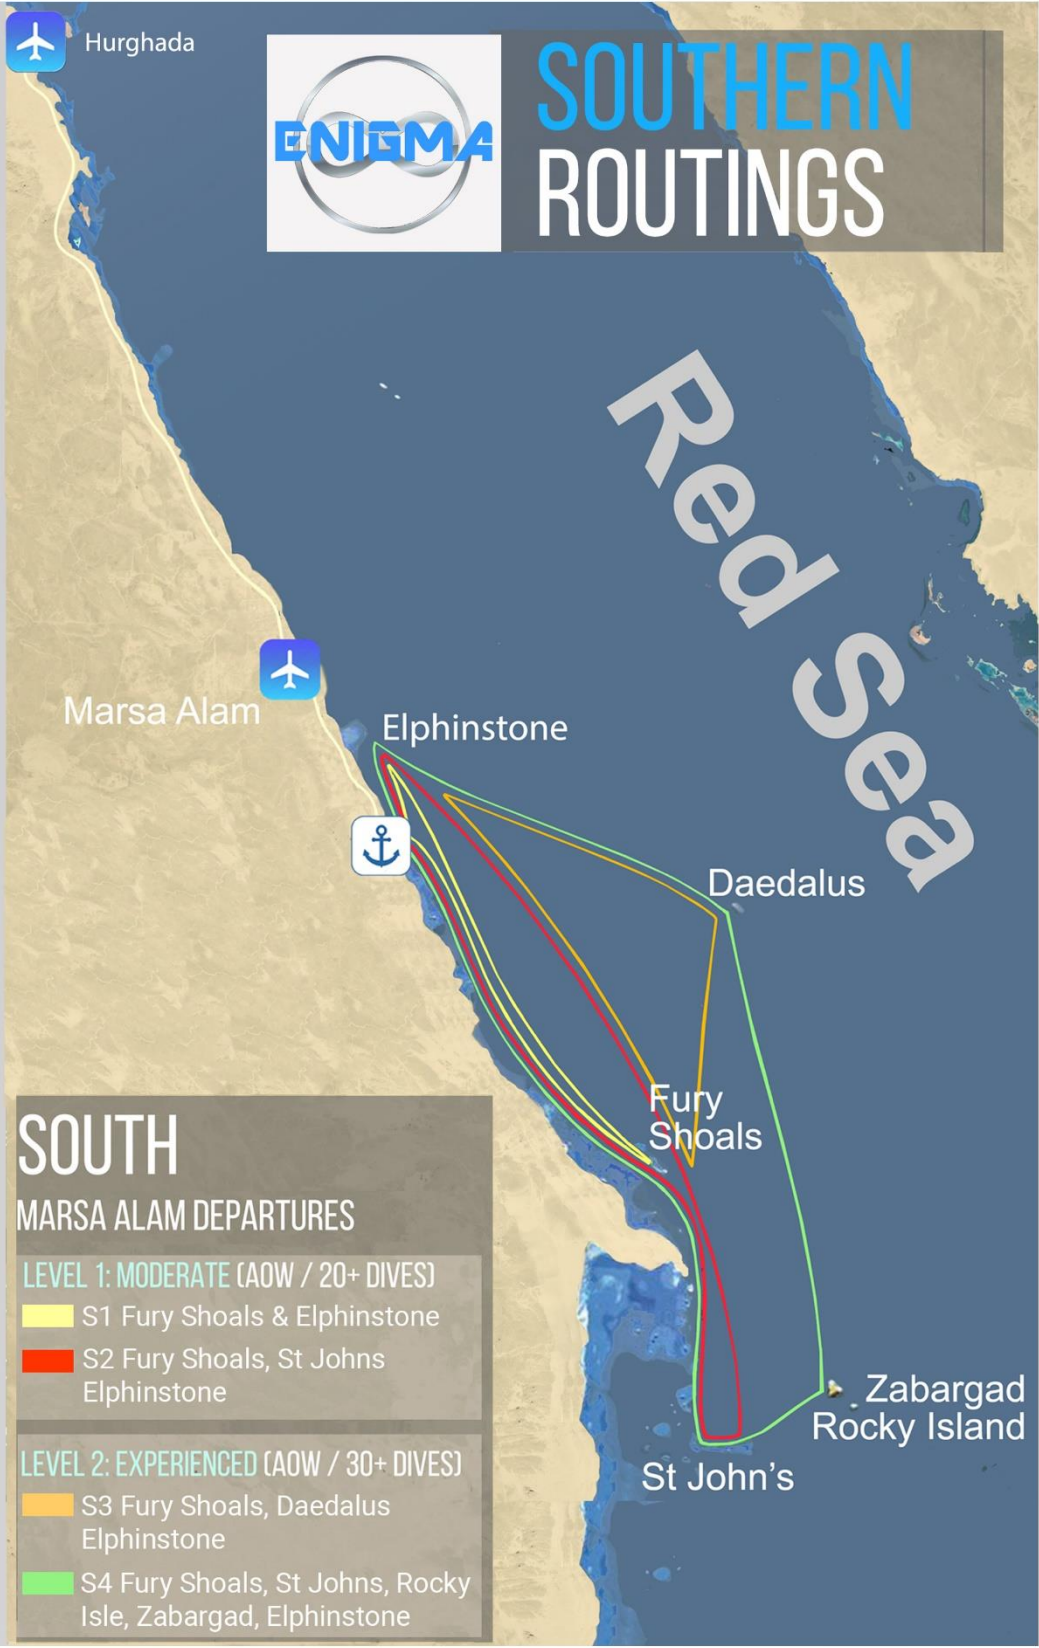 Hurghada
ENIGMA
SOUTHERN
ROUTINGS
Red Sea
Marsa Alam
Elphinstone
Daedalus
Fury
Shoals
Zabargad
Rocky Island
St John's
SOUTH
MARSA ALAM DEPARTURES
LEVEL 1: MODERATE (AOW / 20+ DIVES)
S1 Fury Shoals & Elphinstone
S2 Fury Shoals, St Johns
Elphinstone
LEVEL 2: EXPERIENCED (AOW / 30+ DIVES)
S3 Fury Shoals, Daedalus
Elphinstone
S4 Fury Shoals, St Johns, Rocky
Isle, Zabargad, Elphinstone